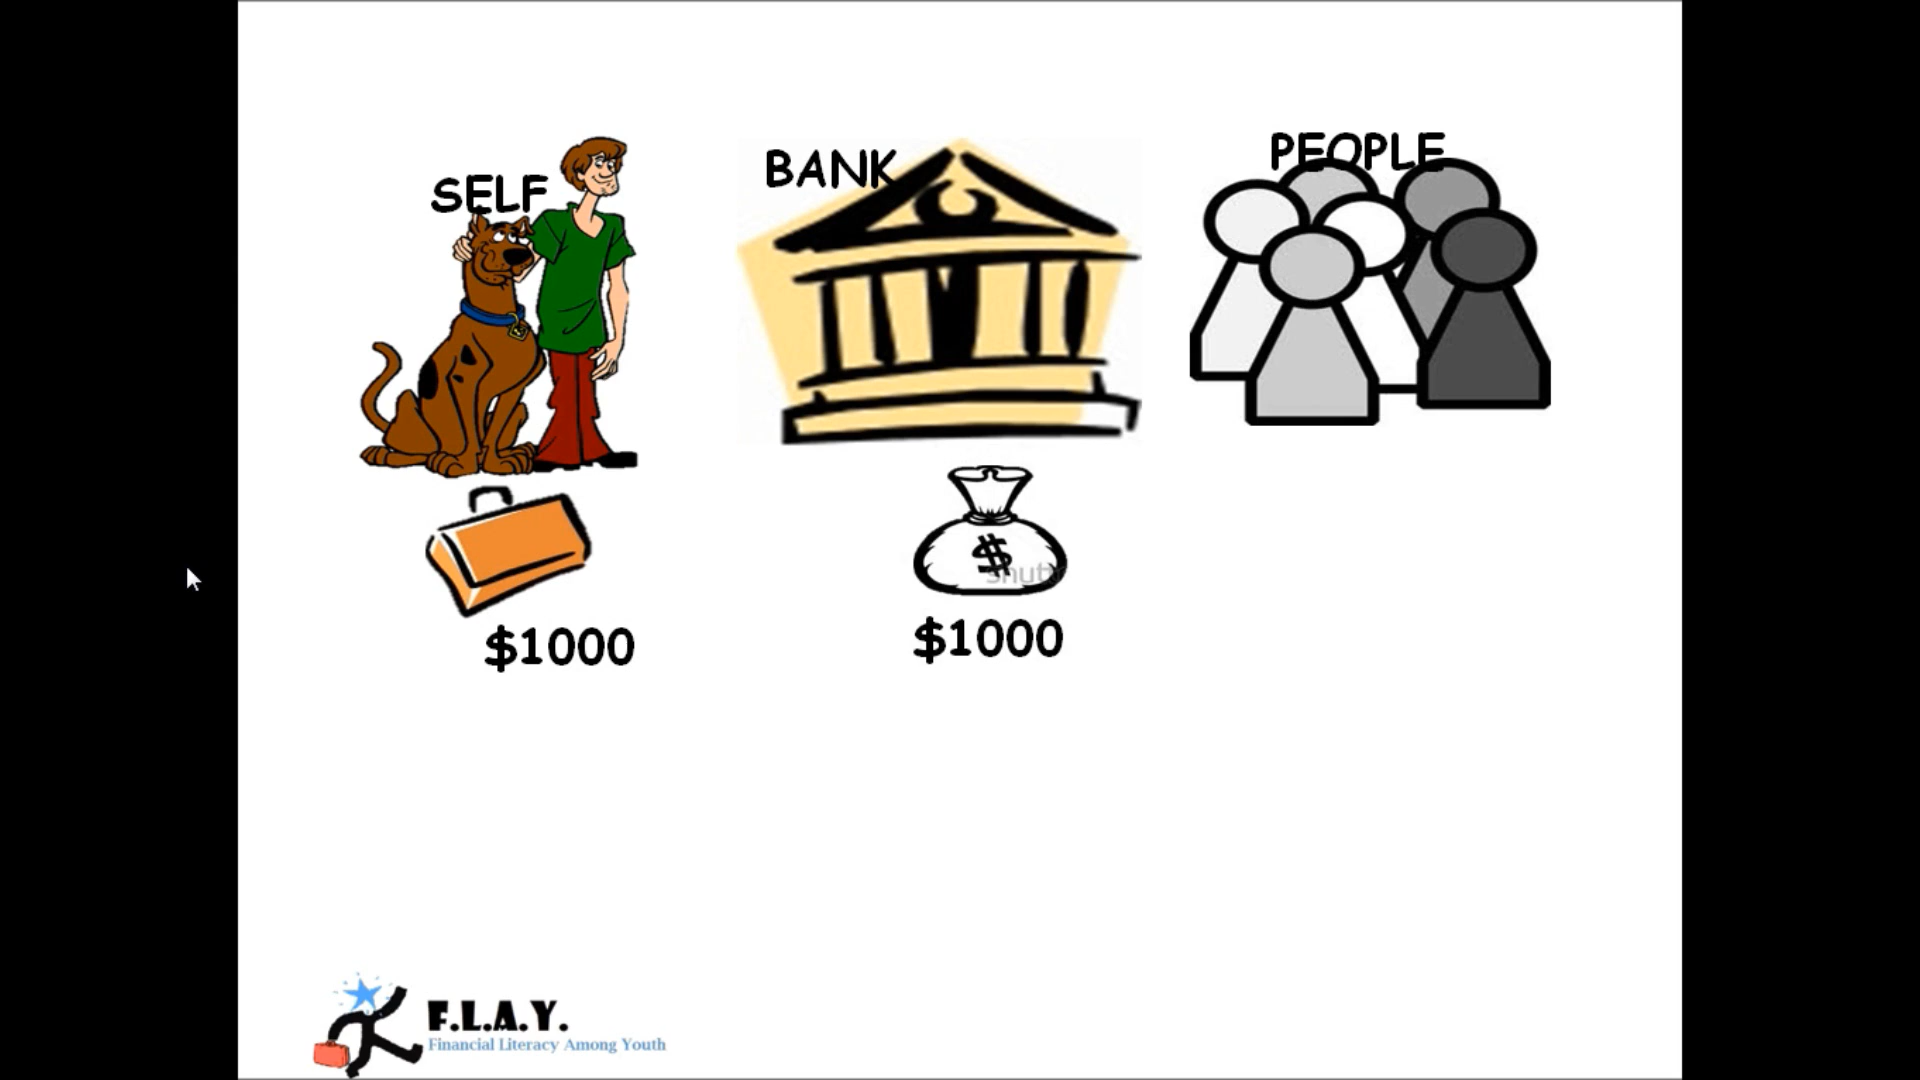 SELF
BANK
PEOPLE
$
$1000
$1000
F.L.A.Y.
Financial Literacy Among Youth